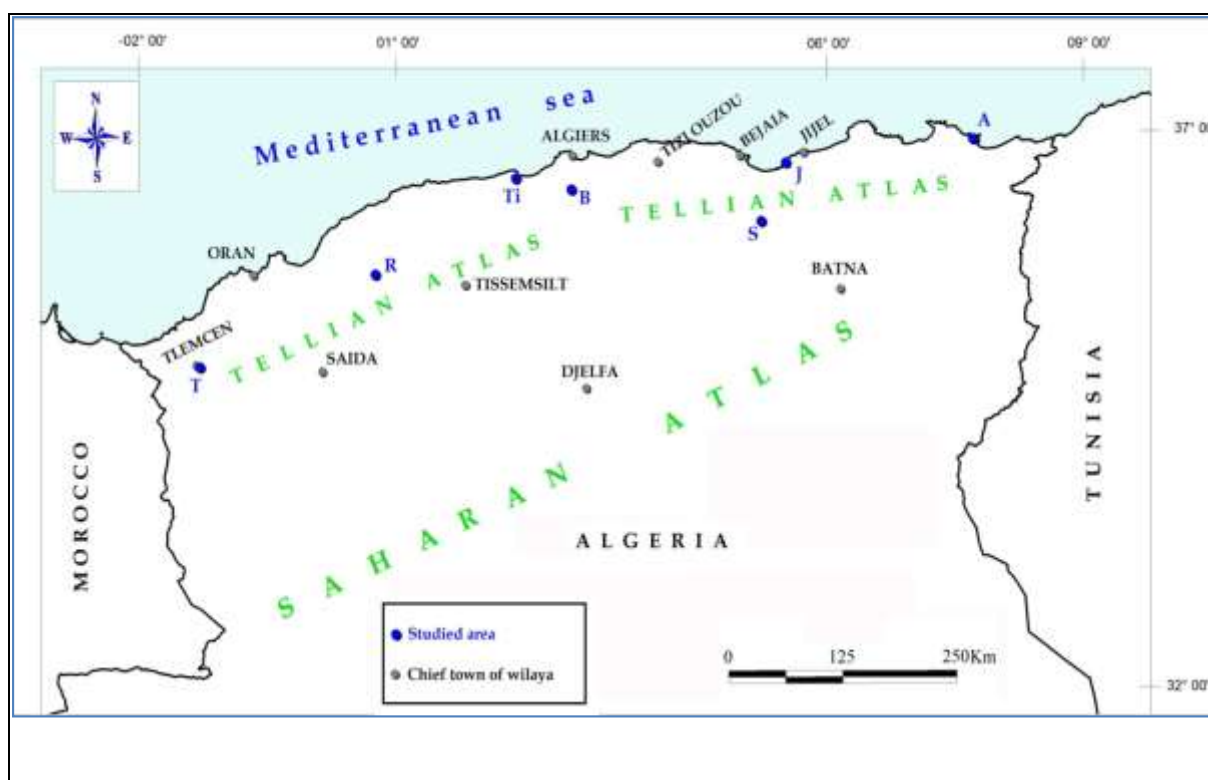 -02° 00'
01° 00'
06° 00'
09° 00'
N
W E
S
Mediterranean sea
ALGIERS
TIZI OUZOU
BEJAIA
JIJEL
A
37° 00'
Ti
B
J
TELLIAN ATLAS
S
ORAN
R
TELLIAN ATLAS
TISSEMSILT
BATNA
TLEMCEN
T
SAIDA
DJELFA
SAHARAN ATLAS
MOROCCO
TUNISIA
ALGERIA
Studied area
Chief town of wilaya
0 125 250Km
32° 00'